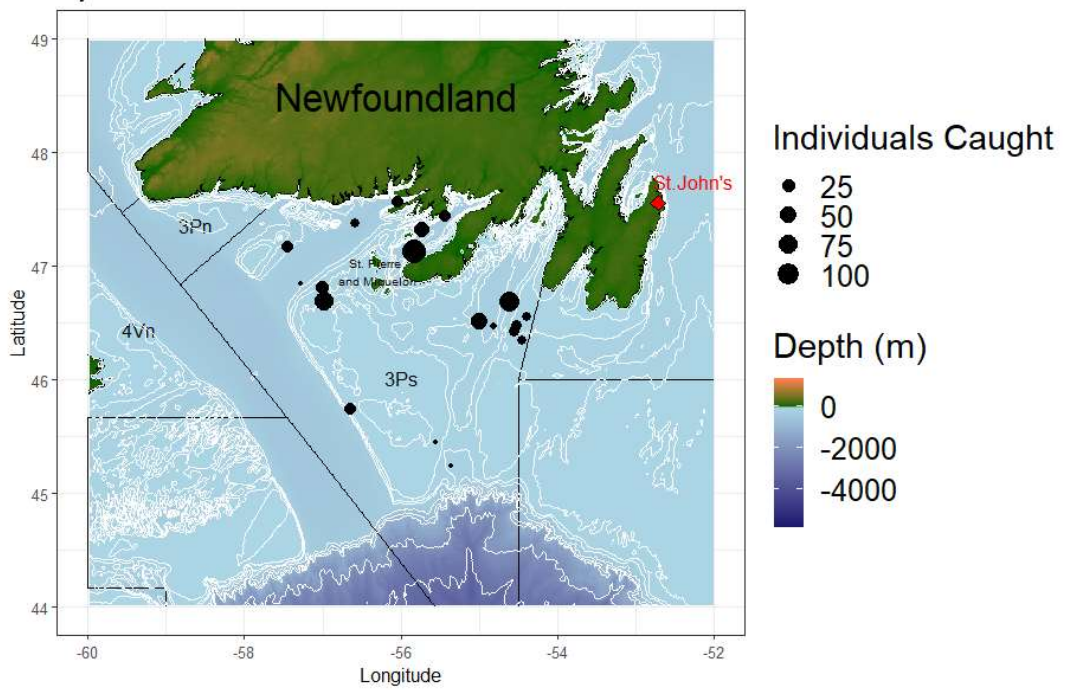 49
48
47
46
45
44
Latitude
Newfoundland
St.John's
3Pn
St. Pierre
and Miquelon
4Vn
3Ps
-60
-58
-56
-54
-52
Longitude
Individuals Caught
25
50
75
100
Depth (m)
0
-2000
-4000